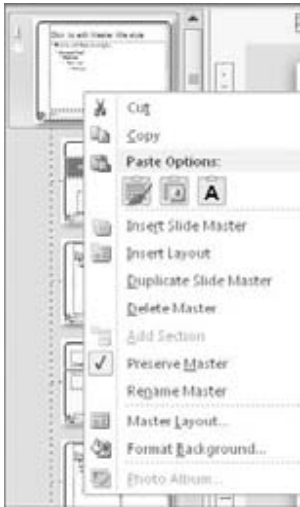 Click to edit Master title style
Cut
Copy
Paste Options:
A
Insert Slide Master
Insert Layout
Duplicate Slide Master
Delete Master
Add Section
Preserve Master
Rename Master
Master Layout...
Format Background...
Photo Album...